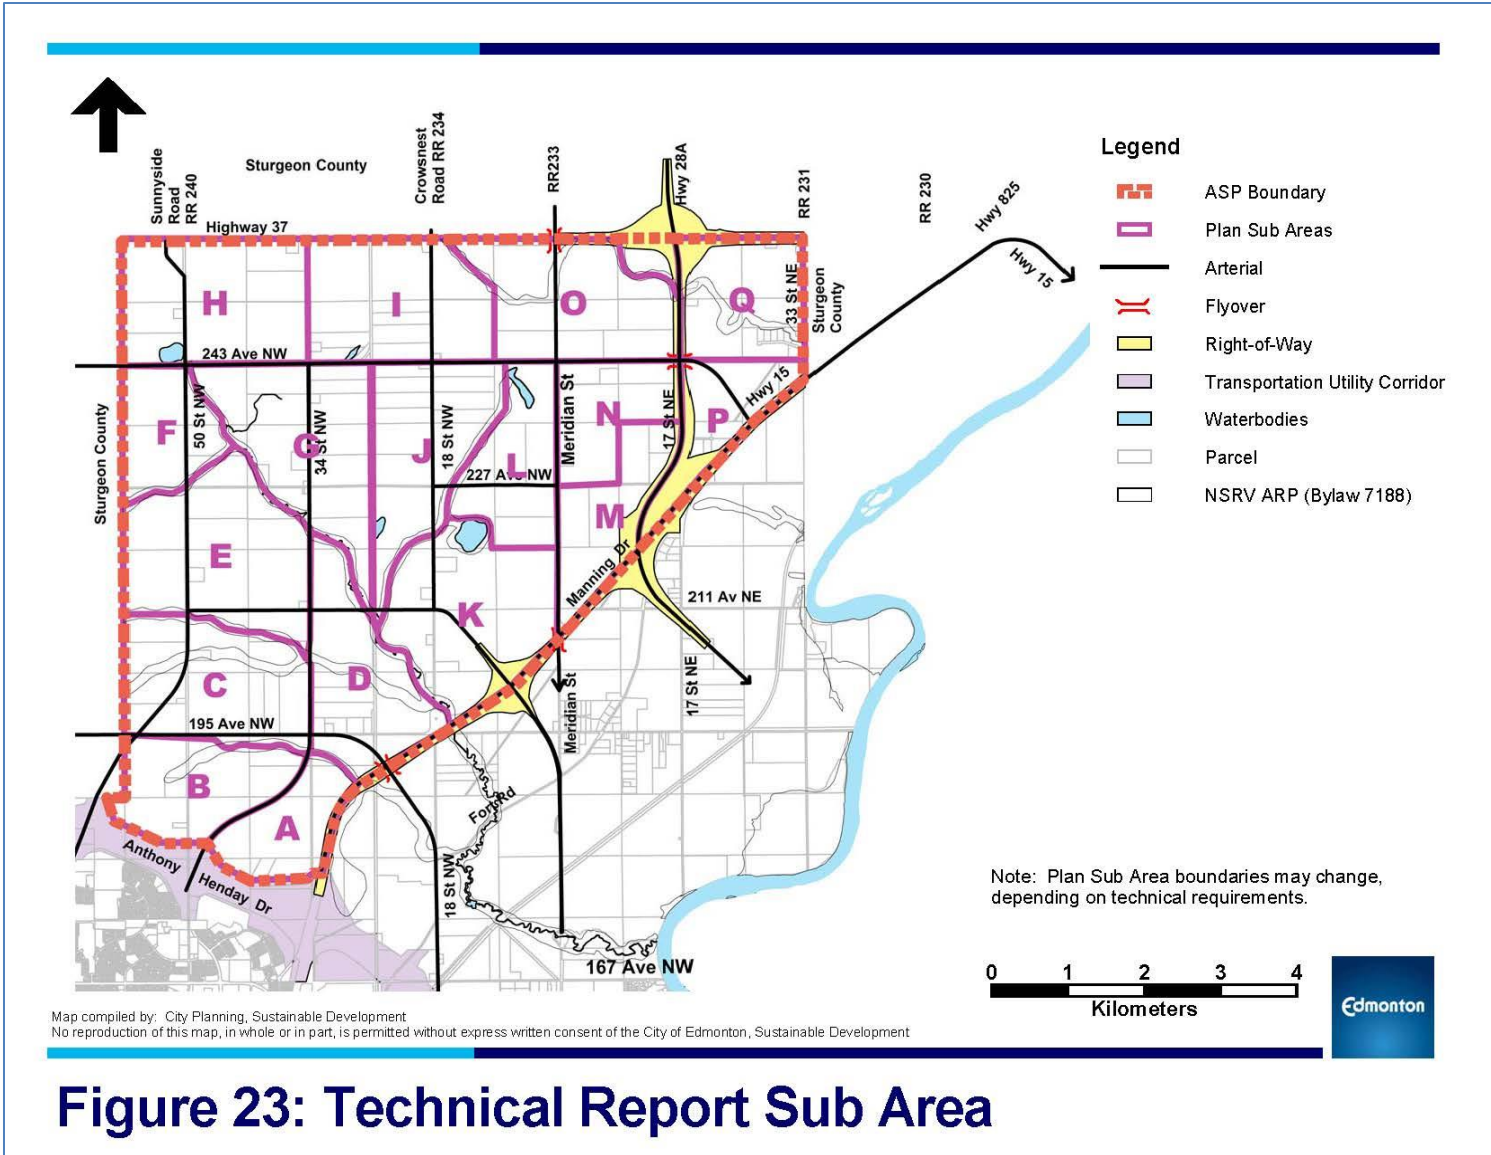 Sunnyside
Road
RR 240
Sturgeon County
Crowsnest
Road RR 234
RR233
Hwy 28A
RR 231
RR 230
Hwy 825
Hwy 15
Highway 37
H
I
O
Q
33 St NE
Sturgeon
County
243 Ave NW
Hwy 15
F
50 St NW
G
34 St NW
J
18 St NW
L
227 Ave NW
Meridian St
N
17 St NE
P
M
Sturgeon County
E
K
Manning Dr
211 Av NE
C
D
195 Ave NW
Meridian St
17 St NE
B
A
Fort Rd
Anthony
Henday Dr
18 St NW
167 Ave NW
Legend
ASP Boundary
Plan Sub Areas
Arterial
Flyover
Right-of-Way
Transportation Utility Corridor
Waterbodies
Parcel
NSRV ARP (Bylaw 7188)
Note: Plan Sub Area boundaries may change,
depending on technical requirements.
0 1 2 3 4
Kilometers
Edmonton
Map compiled by: City Planning, Sustainable Development
No reproduction of this map, in whole or in part, is permitted without express written consent of the City of Edmonton, Sustainable Development
Figure 23: Technical Report Sub Area